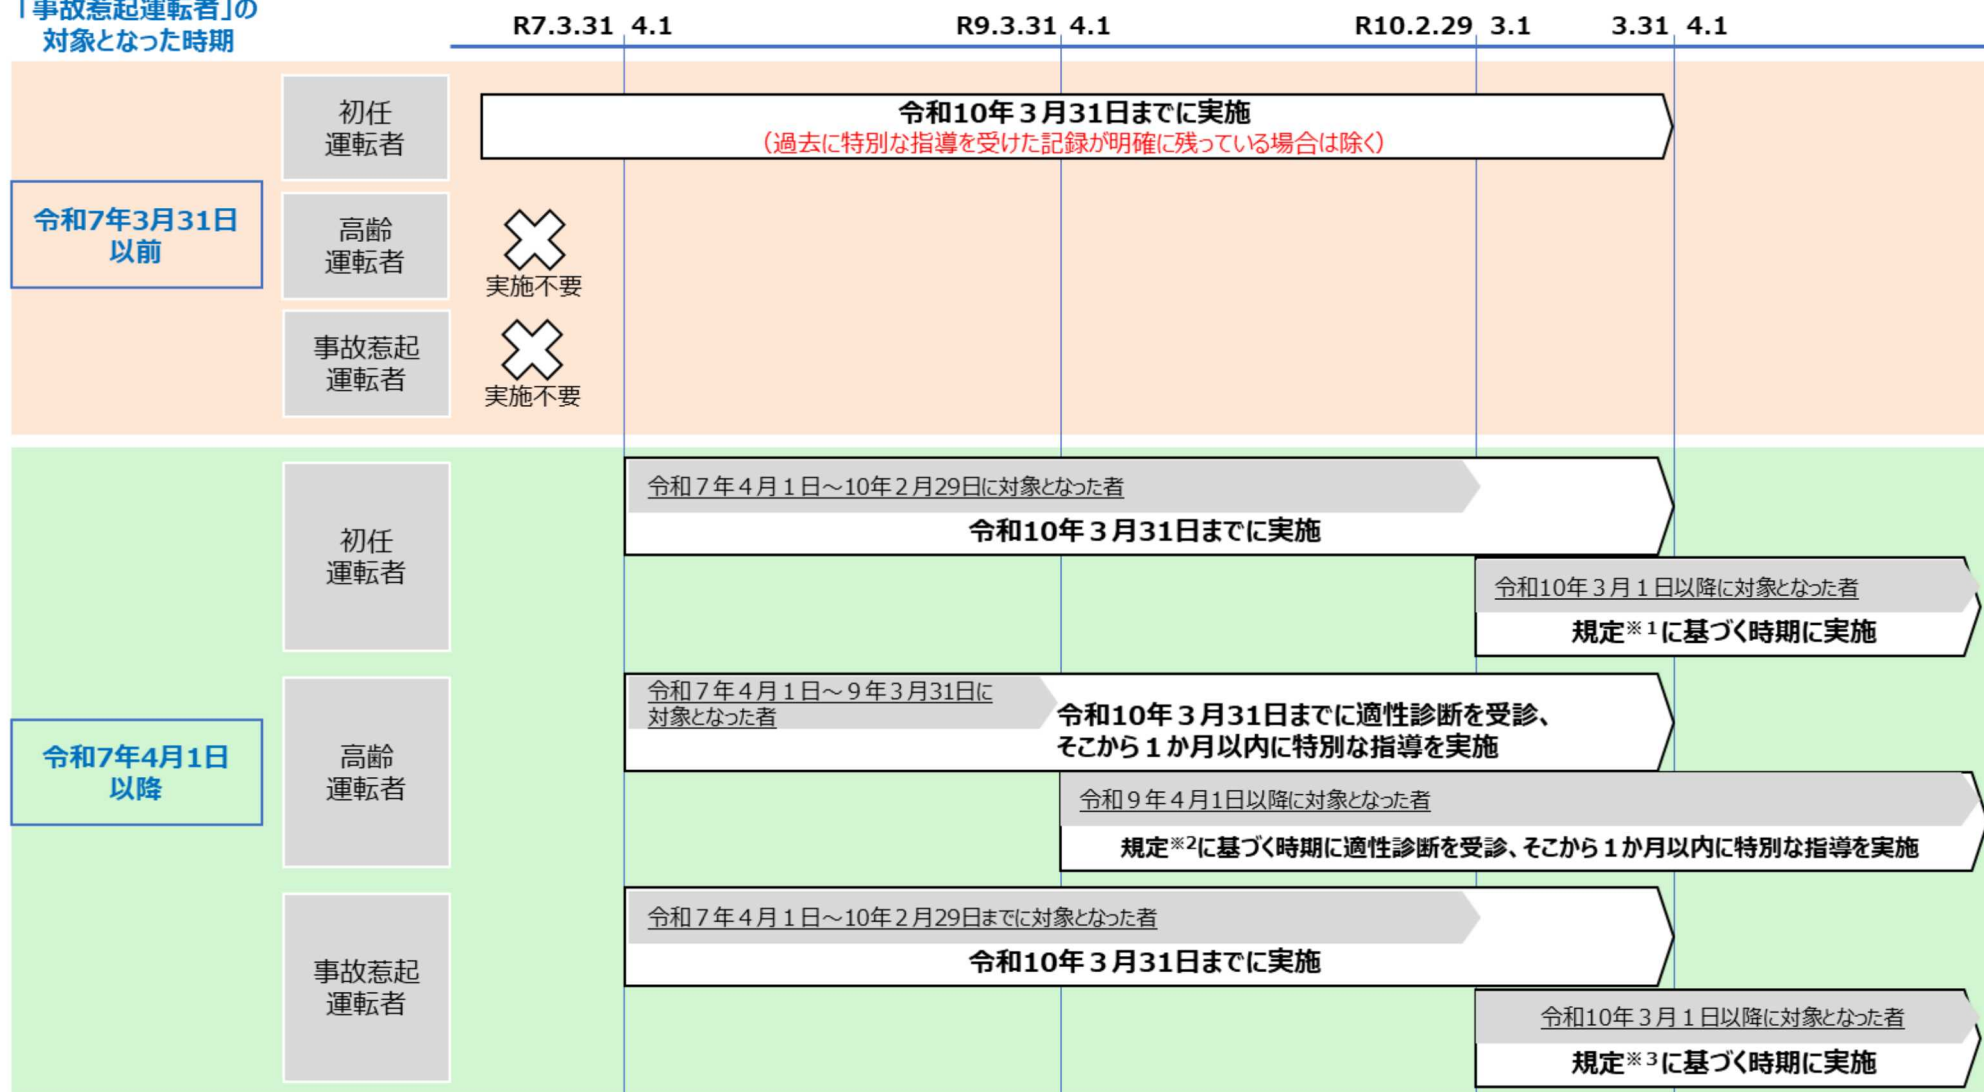 「事故惹起運転者」の
対象となった時期
R7.3.31 4.1 R9.3.31 4.1 R10.2.29 3.1 3.31 4.1
令和7年3月31日
以前
初任
運転者
令和10年３月31日までに実施
（過去に特別な指導を受けた記録が明確に残っている場合は除く）
高齢
運転者
実施不要
事故惹起
運転者
実施不要
令和7年4月1日
以降
初任
運転者
令和７年４月１日～10年２月29日に対象となった者
令和10年３月31日までに実施
令和10年３月１日以降に対象となった者
規定※1に基づく時期に実施
高齢
運転者
令和７年４月１日～９年３月31日に
対象となった者
令和10年３月31日までに適性診断を受診、
そこから１か月以内に特別な指導を実施
令和９年４月1日以降に対象となった者
規定※2に基づく時期に適性診断を受診、そこから１か月以内に特別な指導を実施
事故惹起
運転者
令和７年４月１日～10年２月29日までに対象となった者
令和10年３月31日までに実施
令和10年３月１日以降に対象となった者
規定※3に基づく時期に実施